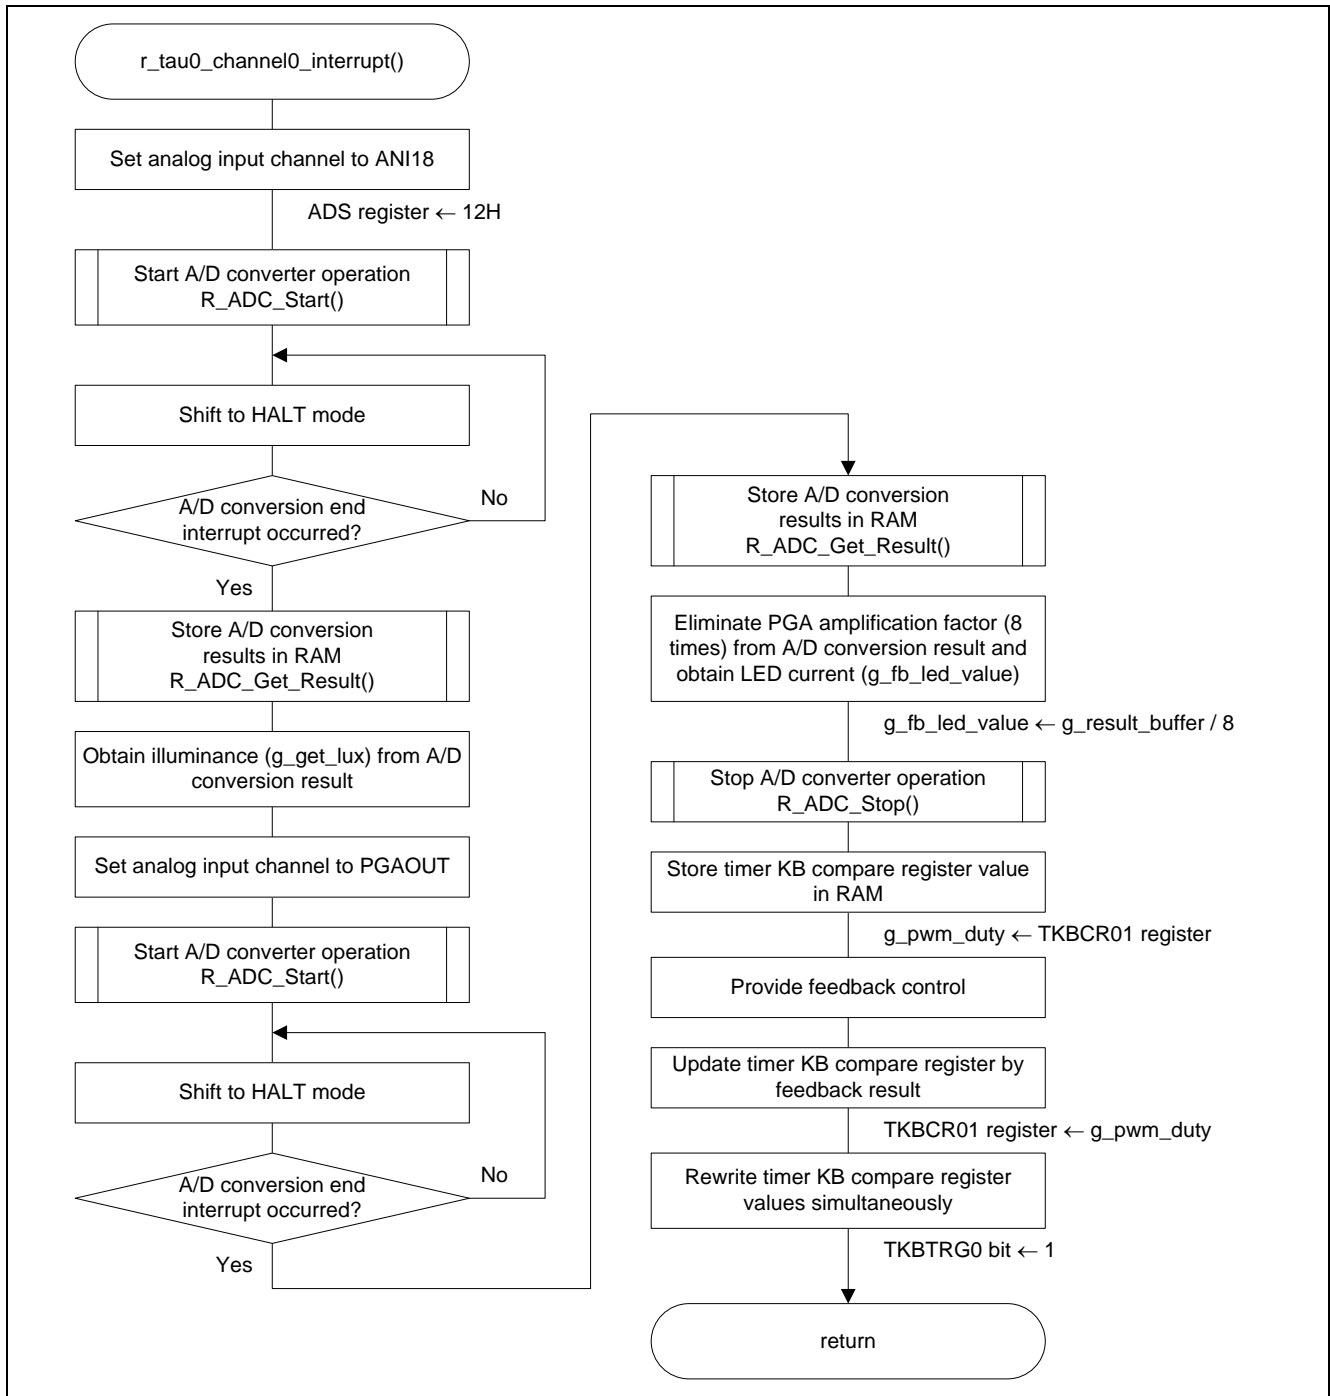 r_tau0_channel0_interrupt()
Set analog input channel to ANI18
ADS register ← 12H
Start A/D converter operation
R_ADC_Start()
Shift to HALT mode
A/D conversion end
interrupt occurred?
No
Yes
Store A/D conversion
results in RAM
R_ADC_Get_Result()
Obtain illuminance (g_get_lux) from A/D
conversion result
Set analog input channel to PGAOUT
Start A/D converter operation
R_ADC_Start()
Shift to HALT mode
A/D conversion end
interrupt occurred?
No
Yes
Store A/D conversion
results in RAM
R_ADC_Get_Result()
Eliminate PGA amplification factor (8
times) from A/D conversion result and
obtain LED current (g_fb_led_value)
g_fb_led_value ← g_result_buffer / 8
Stop A/D converter operation
R_ADC_Stop()
Store timer KB compare register value
in RAM
g_pwm_duty ← TKBCR01 register
Provide feedback control
Update timer KB compare register by
feedback result
TKBCR01 register ← g_pwm_duty
Rewrite timer KB compare register
values simultaneously
TKBTRG0 bit ← 1
return